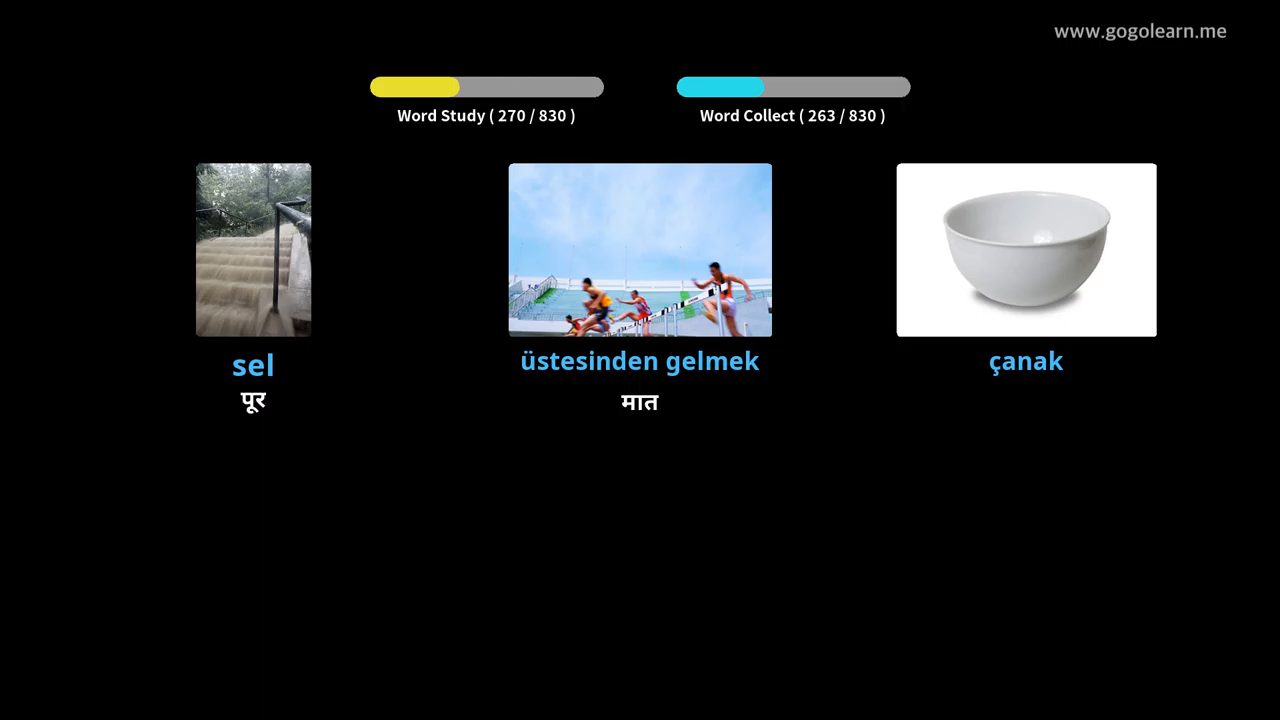 www.gogolearn.me
Word Study ( 270 / 830 )
Word Collect ( 263 / 830 )
sel
पूर
üstesinden gelmek
मात
çanak